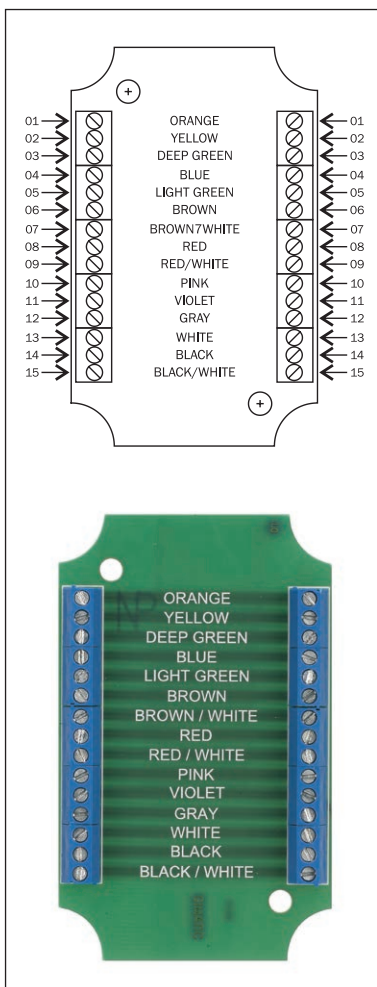 01 ORANGE 01
02 YELLOW 02
03 DEEP GREEN 03
04 BLUE 04
05 LIGHT GREEN 05
06 BROWN 06
07 BROWN7WHITE 07
08 RED 08
09 RED/WHITE 09
10 PINK 10
11 VIOLET 11
12 GRAY 12
13 WHITE 13
14 BLACK 14
15 BLACK/WHITE 15
ORANGE
YELLOW
DEEP GREEN
BLUE
LIGHT GREEN
BROWN
BROWN / WHITE
RED
RED / WHITE
PINK
VIOLET
GRAY
WHITE
BLACK
BLACK / WHITE